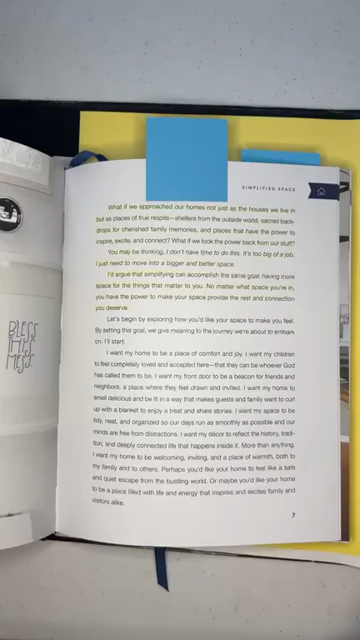 SIMPLIFIED SPACE
What if we approached our homes not just as the houses we live in
but as places of true respite—shelters from the outside world, sacred back-
drops for cherished family memories, and places that have the power to
inspire, excite, and connect? What if we took the power back from our stuff?
You may be thinking, I don't have time to do this. It's too big of a job.
I just need to move into a bigger and better space.
I'd argue that simplifying can accomplish the same goal: having more
space for the things that matter to you. No matter what space you're in,
you have the power to make your space provide the rest and connection
you deserve.
Let's begin by exploring how you'd like your space to make you feel.
By setting this goal, we give meaning to the journey we're about to embark
on. I'll start:
I want my home to be a place of comfort and joy. I want my children
to feel completely loved and accepted here—that they can be whoever God
has called them to be. I want my front door to be a beacon for friends and
neighbors, a place where they feel drawn and invited. I want my home to
smell delicious and be lit in a way that makes guests and family want to curl
up with a blanket to enjoy a treat and share stories. I want my space to be
tidy, neat, and organized so our days run as smoothly as possible and our
minds are free from distractions. I want my décor to reflect the history, tradi-
tion, and deeply connected life that happens inside it. More than anything,
I want my home to be welcoming, inviting, and a place of warmth, both to
my family and to others. Perhaps you'd like your home to feel like a safe
and quiet escape from the bustling world. Or maybe you'd like your home
to be a place filled with life and energy that inspires and excites family and
visitors alike.
7
BLESS
THIS
MESS